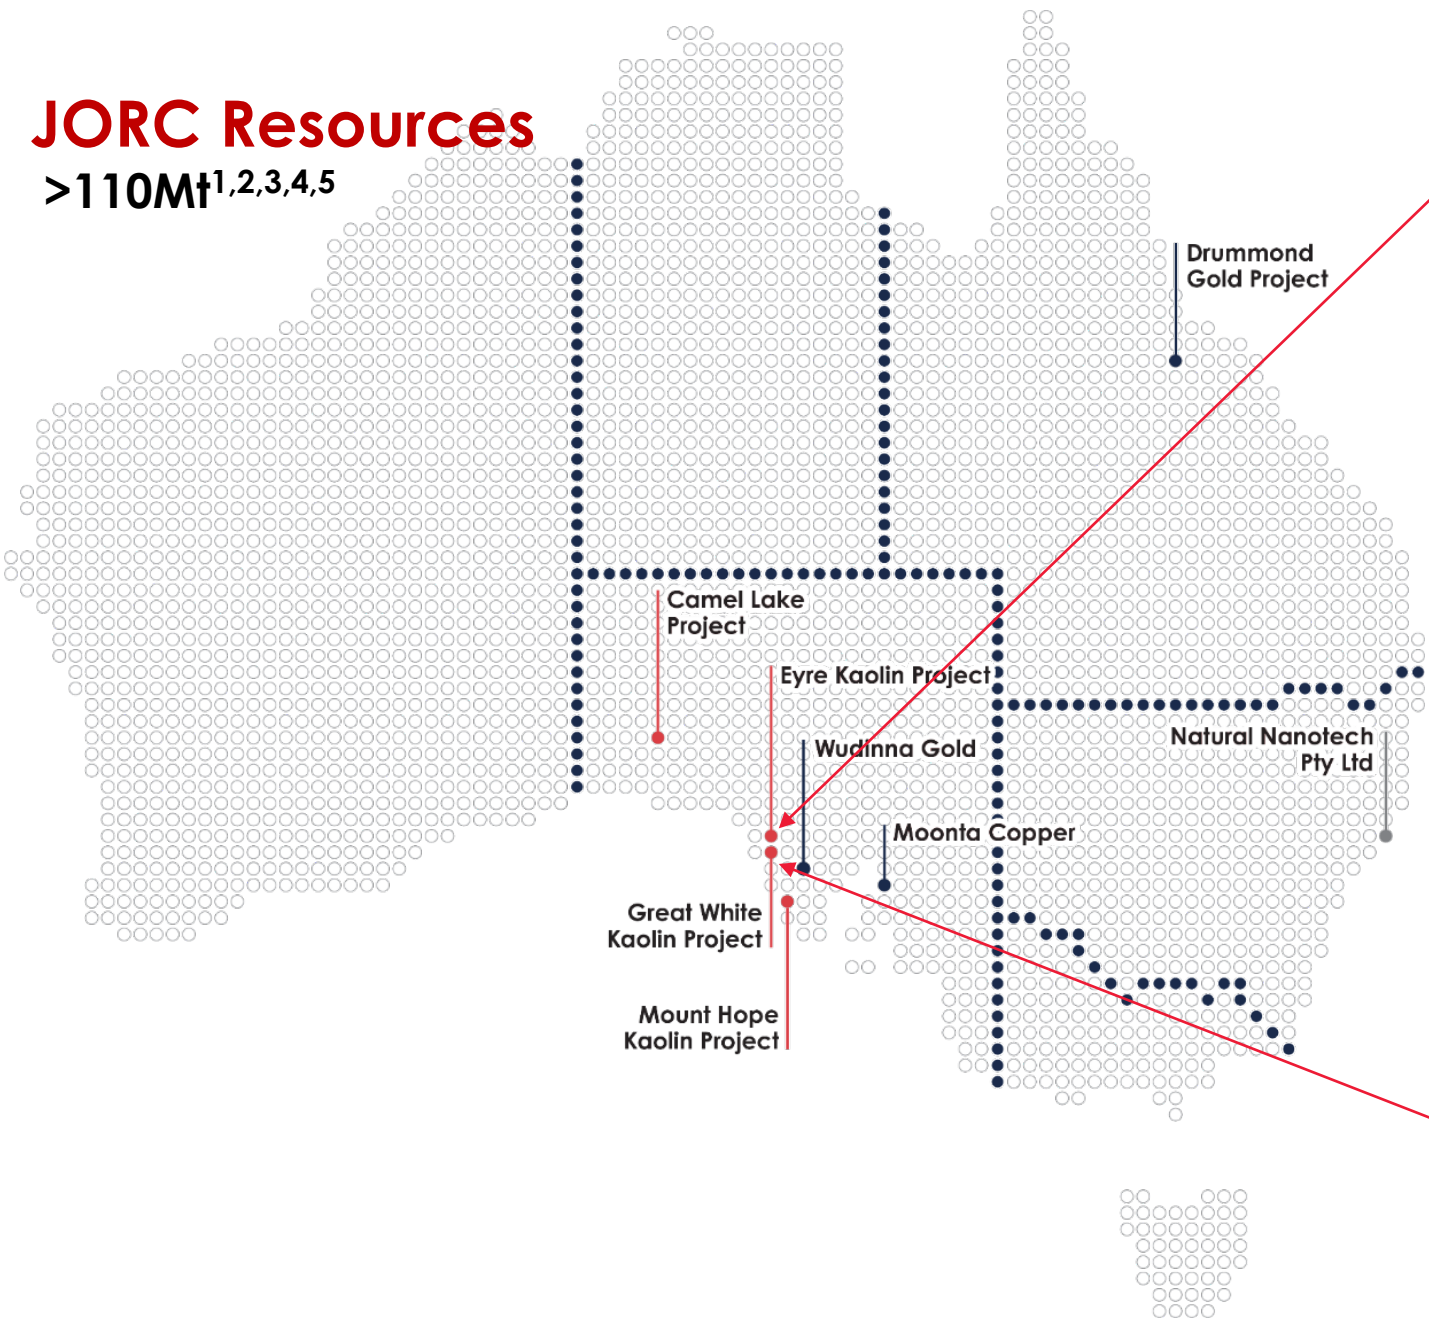 JORC Resources
>110Mt1,2,3,4,5
Drummond
Gold Project
Camel Lake
Project
Eyre Kaolin Project
Wudinna Gold
Natural Nanotech
Pty Ltd
Moonta Copper
Great White
Kaolin Project
Mount Hope
Kaolin Project